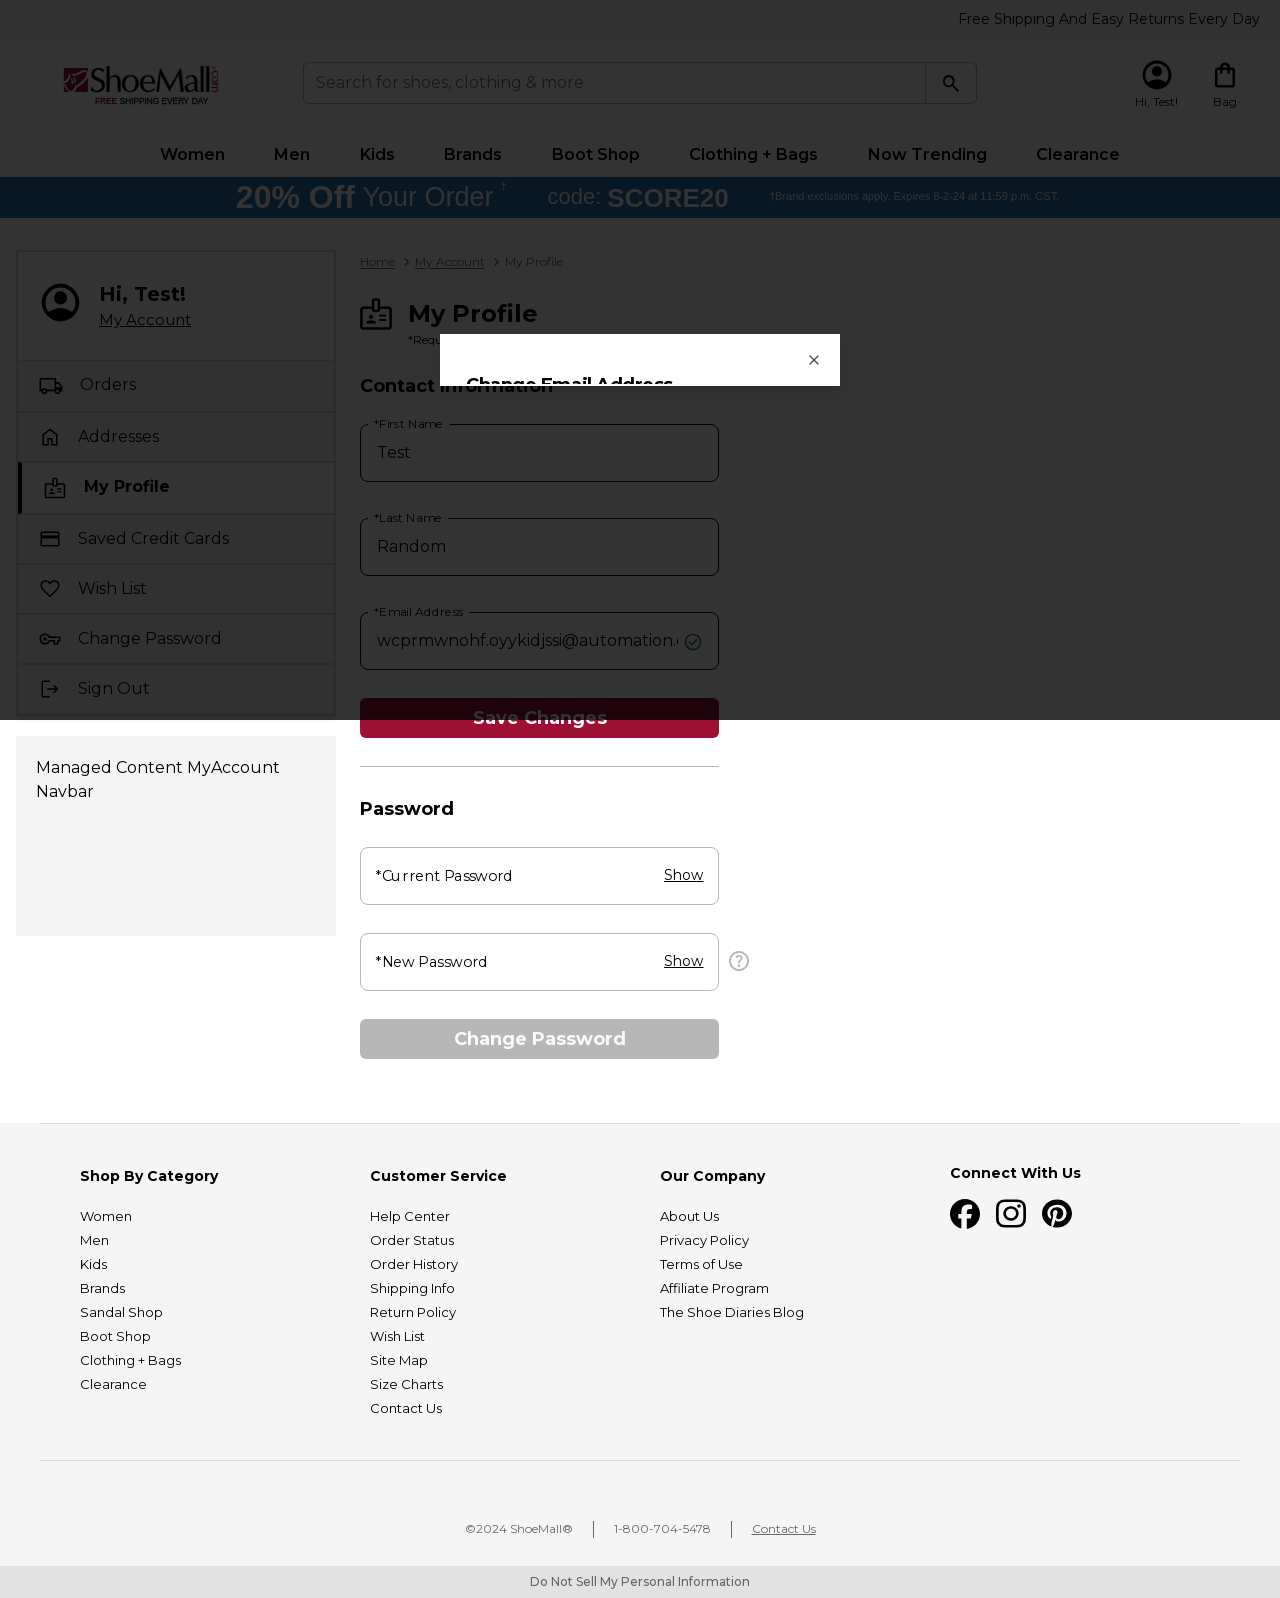 Free Shipping And Easy Returns Every Day
ShoeMall.com
FREE SHIPPING EVERY DAY
Search for shoes, clothing & more
Hi, Test!
Bag
Women Men Kids Brands Boot Shop Clothing + Bags Now Trending Clearance
20% Off Your Order † code: SCORE20 †Brand exclusions apply. Expires 8-2-24 at 11:59 p.m. CST.
Hi, Test!
My Account
Orders
Addresses
My Profile
Saved Credit Cards
Wish List
Change Password
Sign Out
Managed Content MyAccount
Navbar
Home > My Account > My Profile
My Profile
Change Email Address
Contact Information
*First Name
Test
*Last Name
Random
*Email Address
wcprmwnohf.oyykidjssi@automation.
Save Changes
Password
*Current Password Show
*New Password Show
Change Password
Shop By Category
Women
Men
Kids
Brands
Sandal Shop
Boot Shop
Clothing + Bags
Clearance
Customer Service
Help Center
Order Status
Order History
Shipping Info
Return Policy
Wish List
Site Map
Size Charts
Contact Us
Our Company
About Us
Privacy Policy
Terms of Use
Affiliate Program
The Shoe Diaries Blog
Connect With Us
©2024 ShoeMall® | 1-800-704-5478 | Contact Us
Do Not Sell My Personal Information